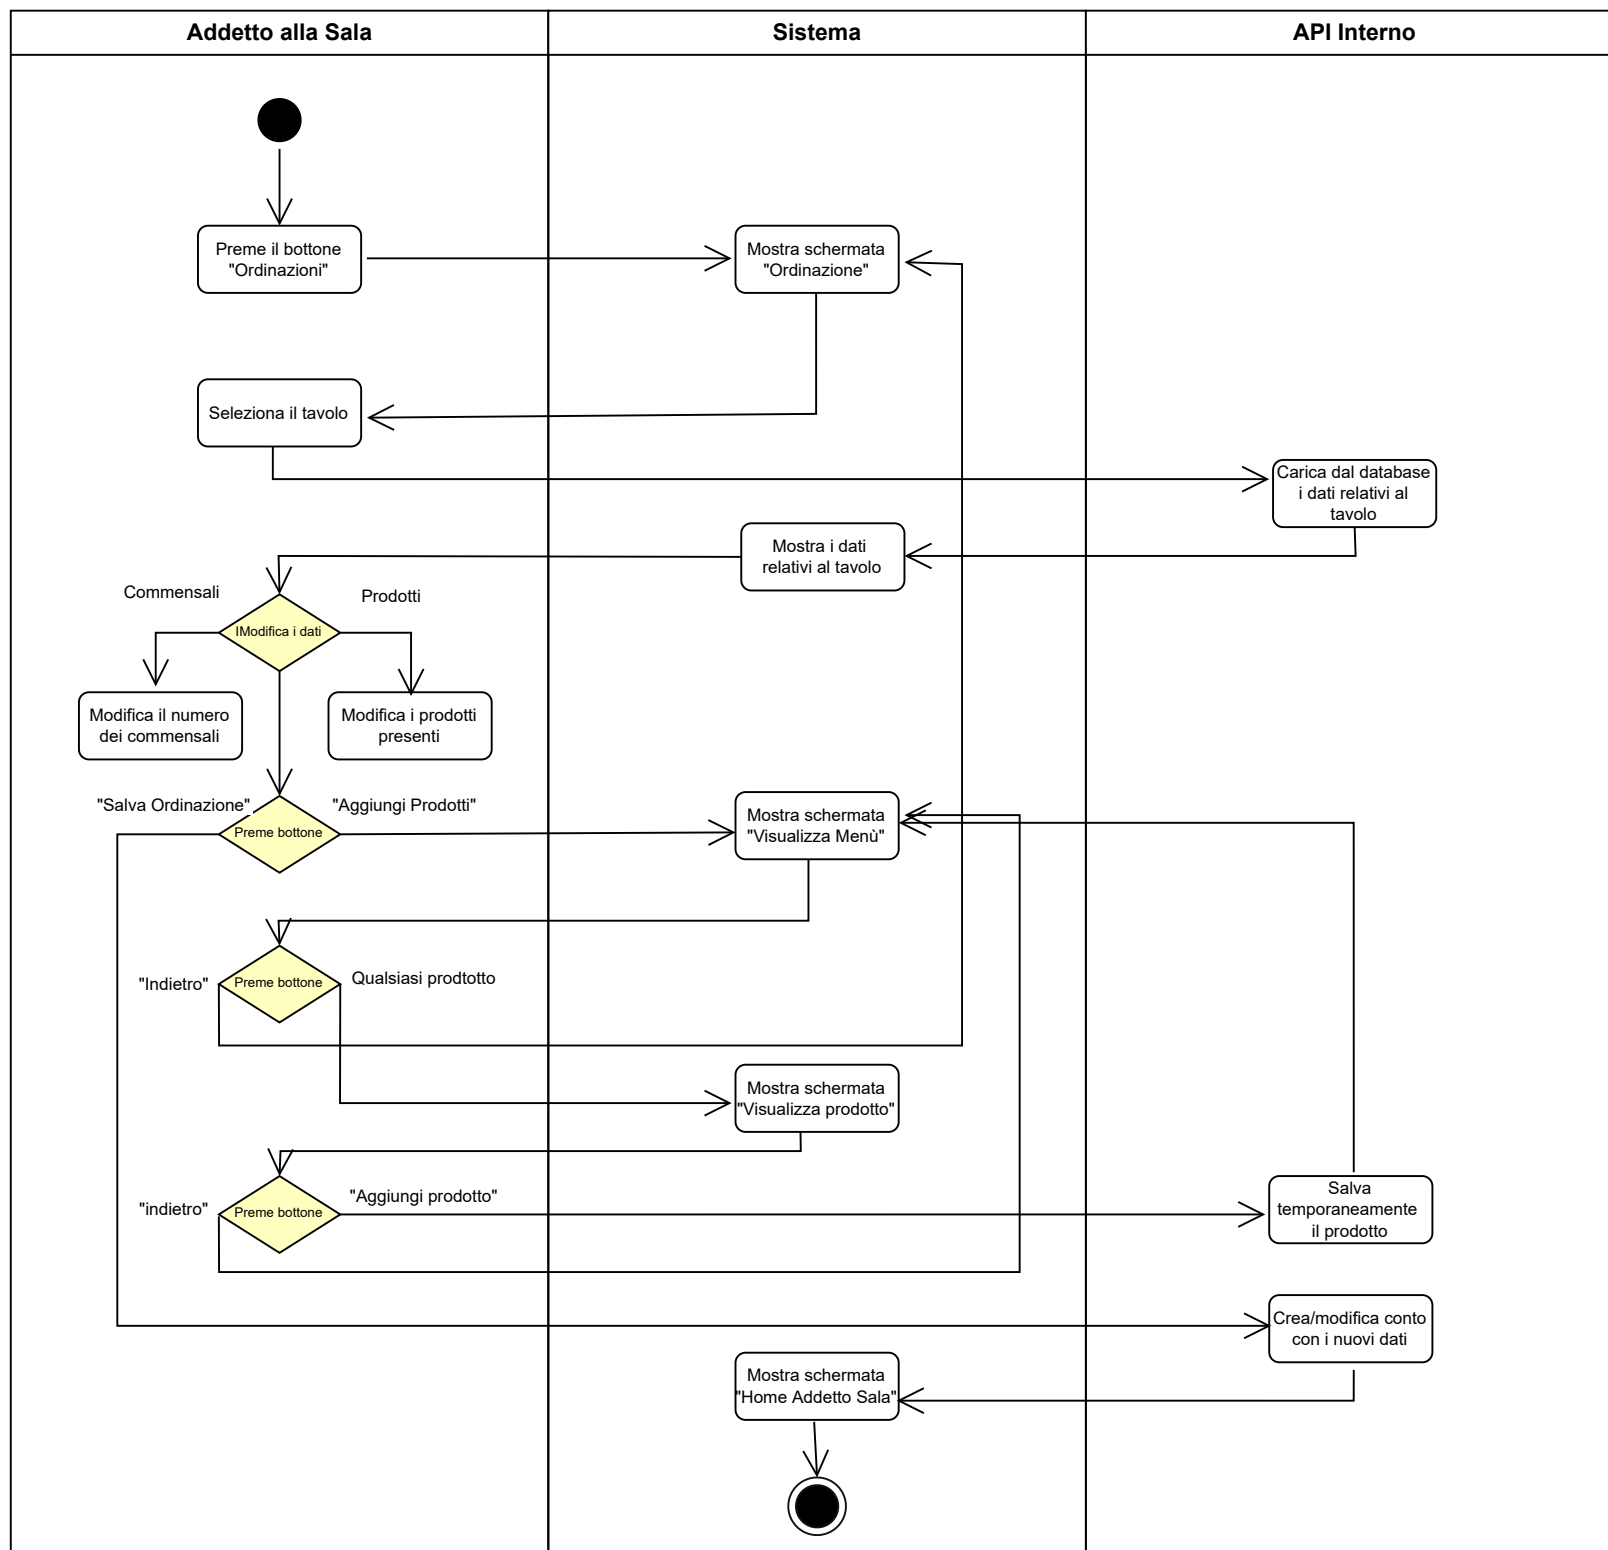 Addetto alla Sala
Sistema
API Interno
Preme il bottone
"Ordinazioni"
Mostra schermata
"Ordinazione"
Seleziona il tavolo
Carica dal database
i dati relativi al
tavolo
Mostra i dati
relativi al tavolo
Commensali
Prodotti
IModifica i dati
Modifica il numero
dei commensali
Modifica i prodotti
presenti
"Salva Ordinazione"
"Aggiungi Prodotti"
Preme bottone
Mostra schermata
"Visualizza Menù"
"Indietro"
Preme bottone
Qualsiasi prodtotto
Mostra schermata
"Visualizza prodotto"
"indietro"
Preme bottone
"Aggiungi prodotto"
Salva
temporaneamente
il prodotto
Crea/modifica conto
con i nuovi dati
Mostra schermata
"Home Addetto Sala"